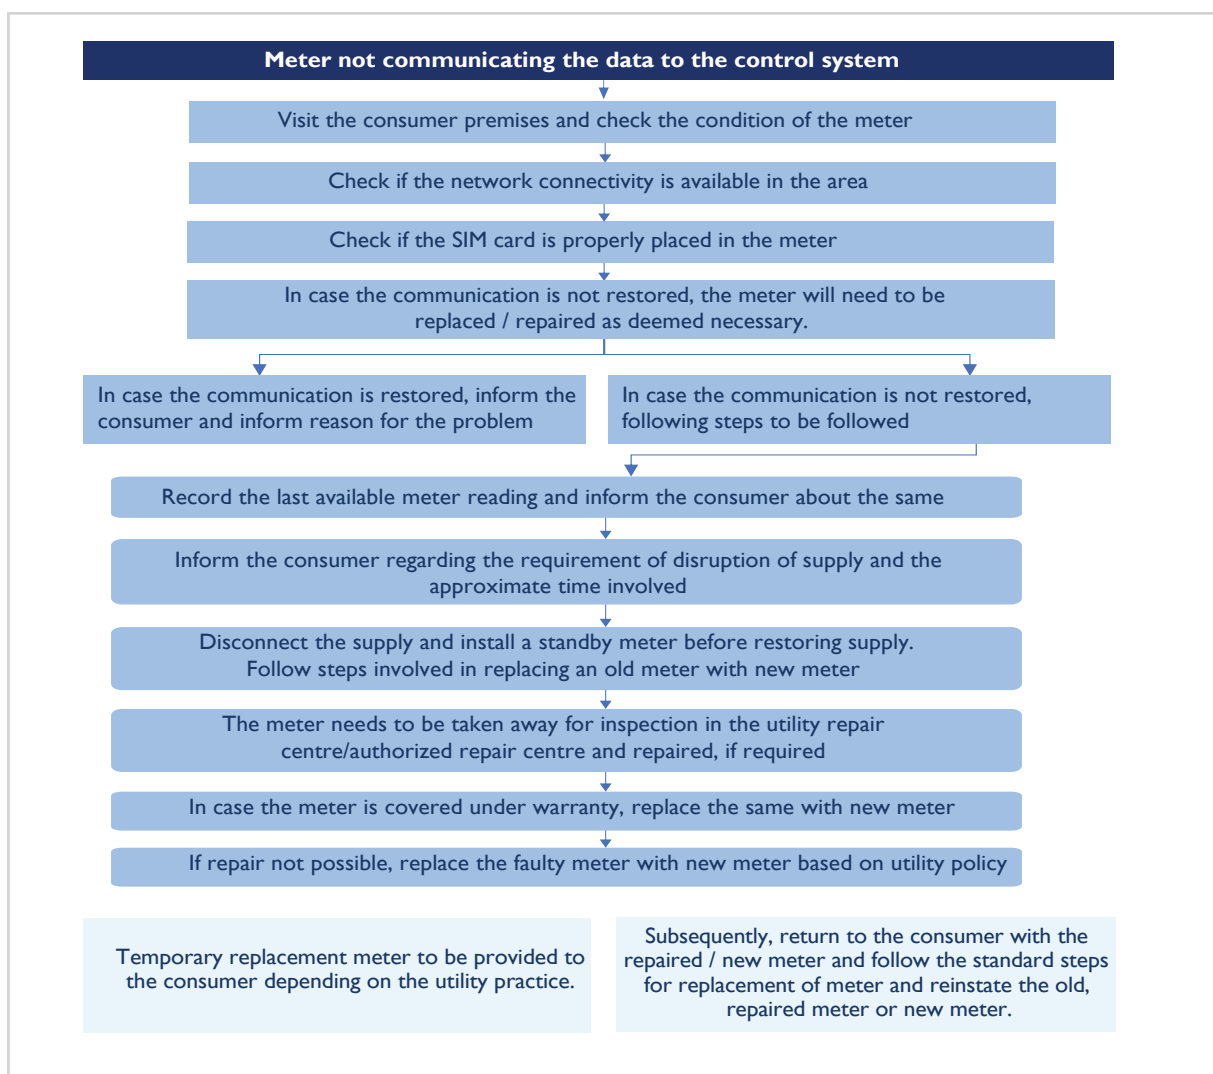 Meter not communicating the data to the control system
Visit the consumer premises and check the condition of the meter
Check if the network connectivity is available in the area
Check if the SIM card is properly placed in the meter
In case the communication is not restored, the meter will need to be
replaced / repaired as deemed necessary.
In case the communication is restored, inform the
consumer and inform reason for the problem
In case the communication is not restored,
following steps to be followed
Record the last available meter reading and inform the consumer about the same
Inform the consumer regarding the requirement of disruption of supply and the
approximate time involved
Disconnect the supply and install a standby meter before restoring supply.
Follow steps involved in replacing an old meter with new meter
The meter needs to be taken away for inspection in the utility repair
centre/authorized repair centre and repaired, if required
In case the meter is covered under warranty, replace the same with new meter
If repair not possible, replace the faulty meter with new meter based on utility policy
Temporary replacement meter to be provided to
the consumer depending on the utility practice.
Subsequently, return to the consumer with the
repaired / new meter and follow the standard steps
for replacement of meter and reinstate the old,
repaired meter or new meter.